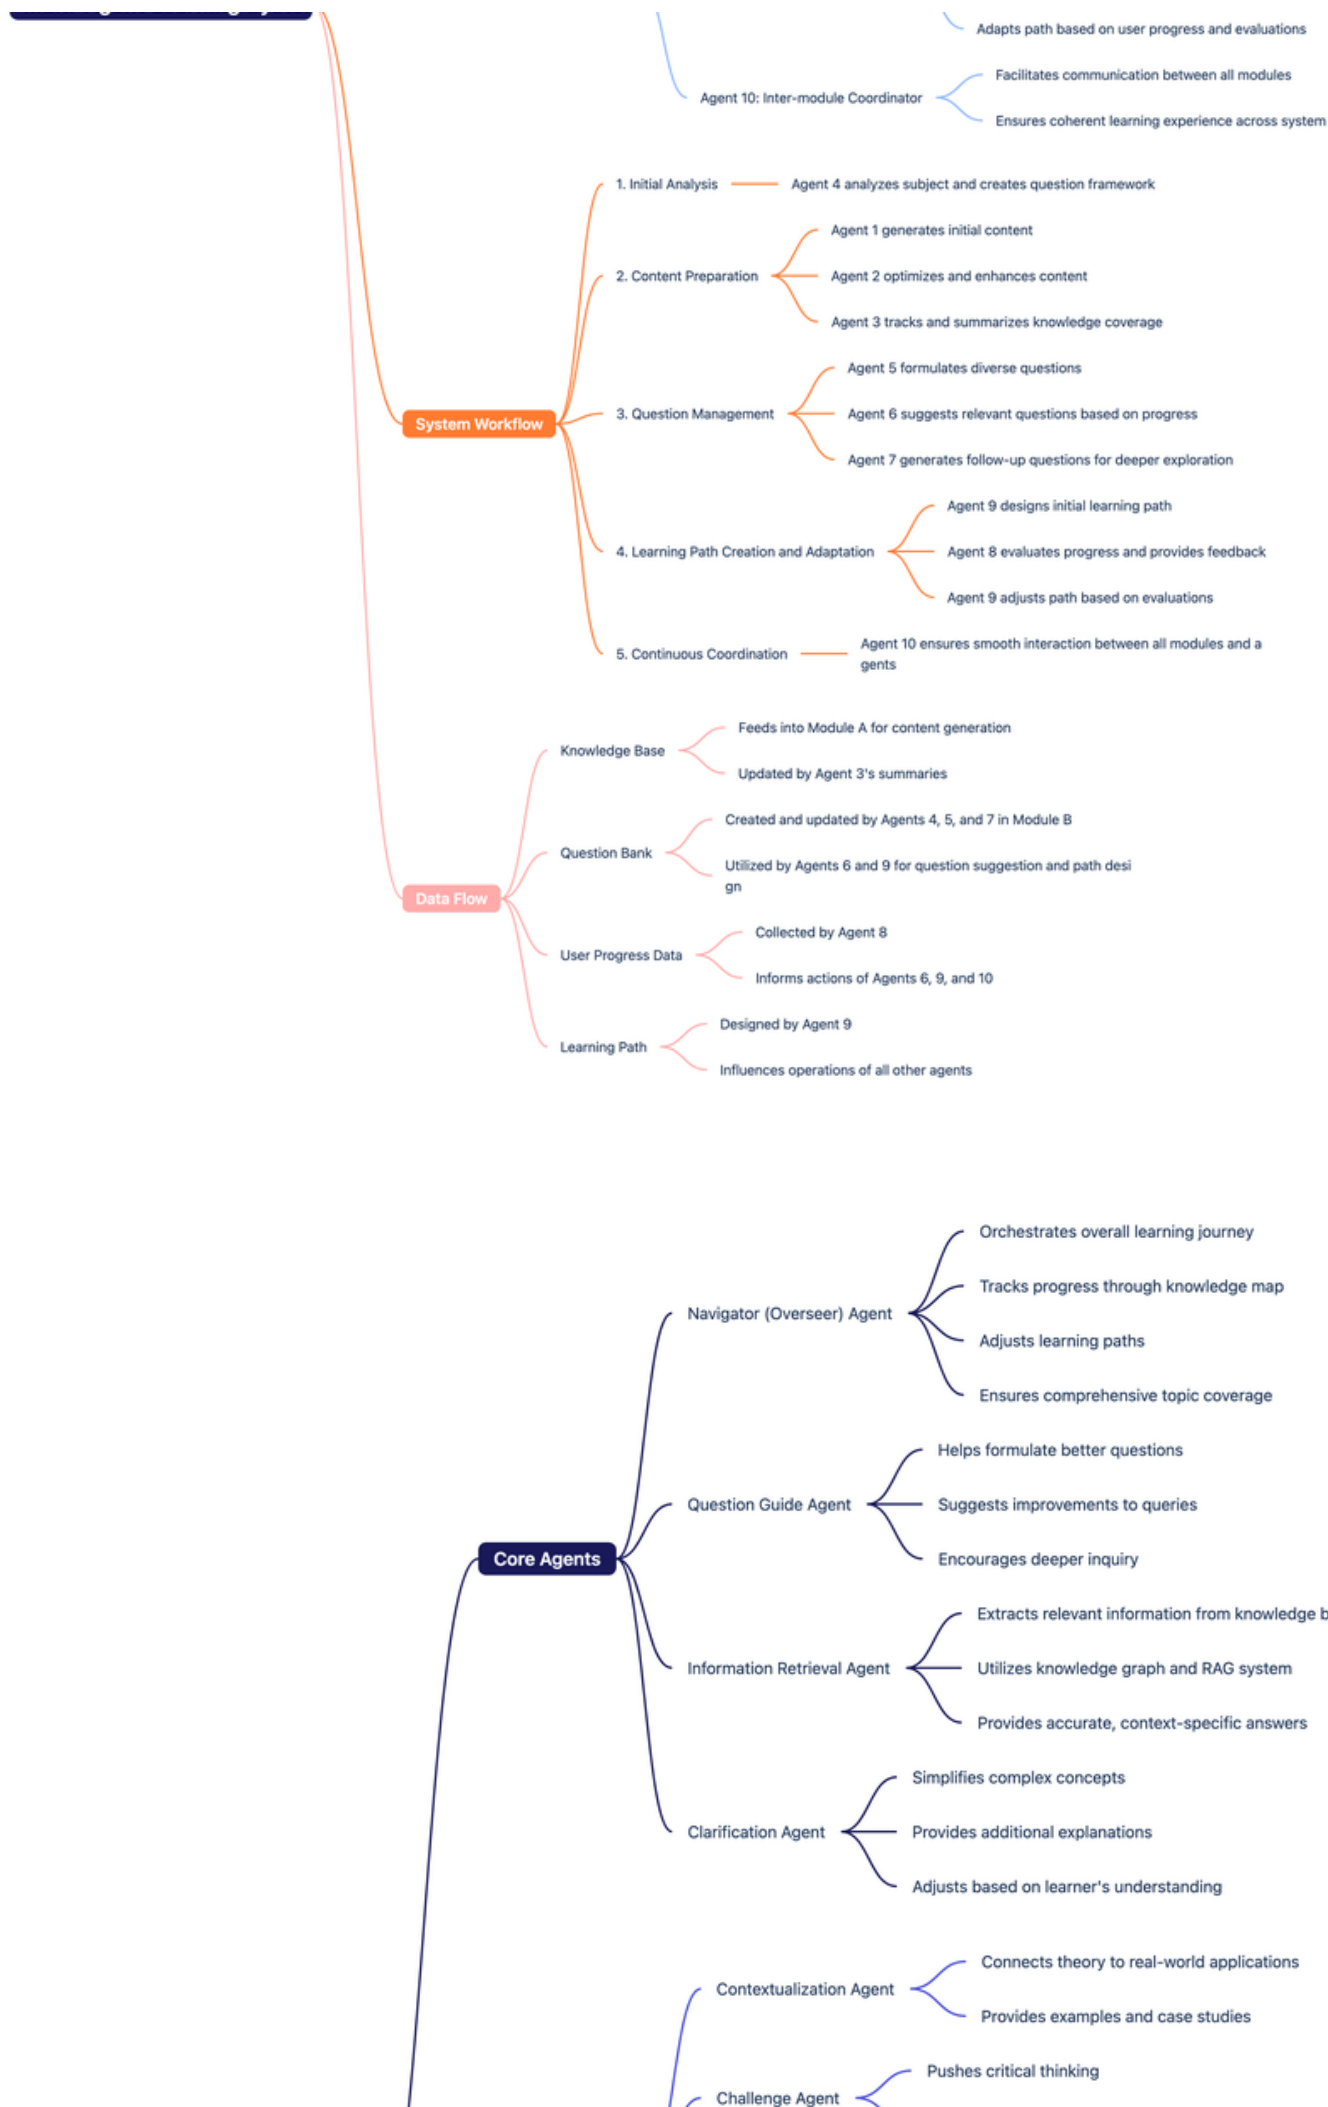 Adapts path based on user progress and evaluations
Agent 10: Inter-module Coordinator
Facilitates communication between all modules
Ensures coherent learning experience across system
System Workflow
1. Initial Analysis
Agent 4 analyzes subject and creates question framework
2. Content Preparation
Agent 1 generates initial content
Agent 2 optimizes and enhances content
Agent 3 tracks and summarizes knowledge coverage
3. Question Management
Agent 5 formulates diverse questions
Agent 6 suggests relevant questions based on progress
Agent 7 generates follow-up questions for deeper exploration
4. Learning Path Creation and Adaptation
Agent 9 designs initial learning path
Agent 8 evaluates progress and provides feedback
Agent 9 adjusts path based on evaluations
5. Continuous Coordination
Agent 10 ensures smooth interaction between all modules and a
gents
Data Flow
Knowledge Base
Feeds into Module A for content generation
Updated by Agent 3's summaries
Question Bank
Created and updated by Agents 4, 5, and 7 in Module B
Utilized by Agents 6 and 9 for question suggestion and path desi
gn
User Progress Data
Collected by Agent 8
Informs actions of Agents 6, 9, and 10
Learning Path
Designed by Agent 9
Influences operations of all other agents
Core Agents
Navigator (Overseer) Agent
Orchestrates overall learning journey
Tracks progress through knowledge map
Adjusts learning paths
Ensures comprehensive topic coverage
Question Guide Agent
Helps formulate better questions
Suggests improvements to queries
Encourages deeper inquiry
Information Retrieval Agent
Extracts relevant information from knowledge b
Utilizes knowledge graph and RAG system
Provides accurate, context-specific answers
Clarification Agent
Simplifies complex concepts
Provides additional explanations
Adjusts based on learner's understanding
Contextualization Agent
Connects theory to real-world applications
Provides examples and case studies
Challenge Agent
Pushes critical thinking